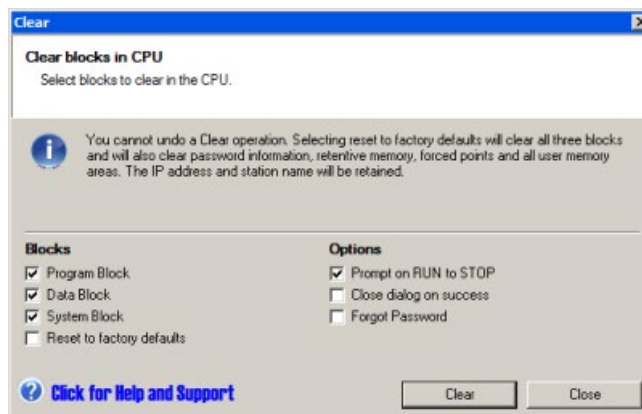 Clear
Clear blocks in CPU
Select blocks to clear in the CPU.
You cannot undo a Clear operation. Selecting reset to factory defaults will clear all three blocks
and will also clear password information, retentive memory, forced points and all user memory
areas. The IP address and station name will be retained.
Blocks
Program Block
Data Block
System Block
Reset to factory defaults
Options
Prompt on RUN to STOP
Close dialog on success
Forgot Password
Click for Help and Support
Clear
Close